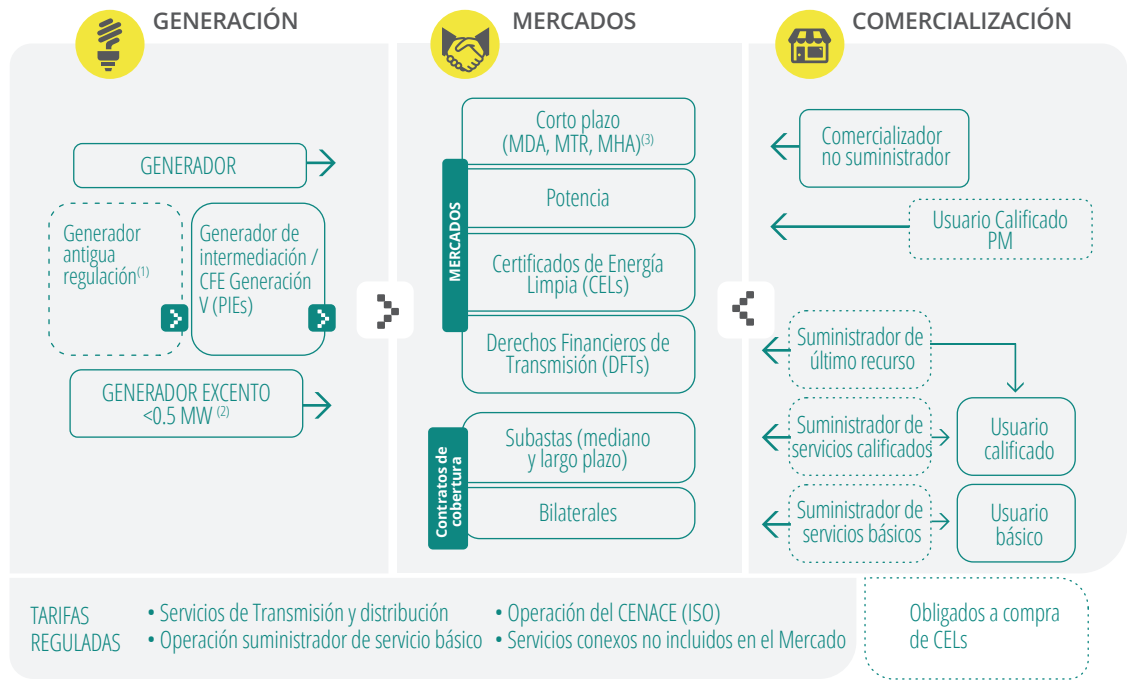 GENERACIÓN
GENERADOR
Generador
antigua
regulación(1)
Generador de
intermediación /
CFE Generación
V (PIEs)
GENERADOR EXCENTO
<0.5 MW (2)
MERCADOS
MERCADOS
Corto plazo
(MDA, MTR, MHA)(3)
Potencia
Certificados de Energía
Limpia (CELs)
Derechos Financieros de
Transmisión (DFTs)
Contratos de
cobertura
Subastas (mediano
y largo plazo)
Bilaterales
COMERCIALIZACIÓN
Comercializador
no suministrador
Usuario Calificado
PM
Suministrador de
último recurso
Suministrador de
servicios calificados
Usuario
calificado
Suministrador de
servicios básicos
Usuario
básico
TARIFAS
REGULADAS
• Servicios de Transmisión y distribución
• Operación suministrador de servicio básico
• Operación del CENACE (ISO)
• Servicios conexos no incluidos en el Mercado
Obligados a compra
de CELs